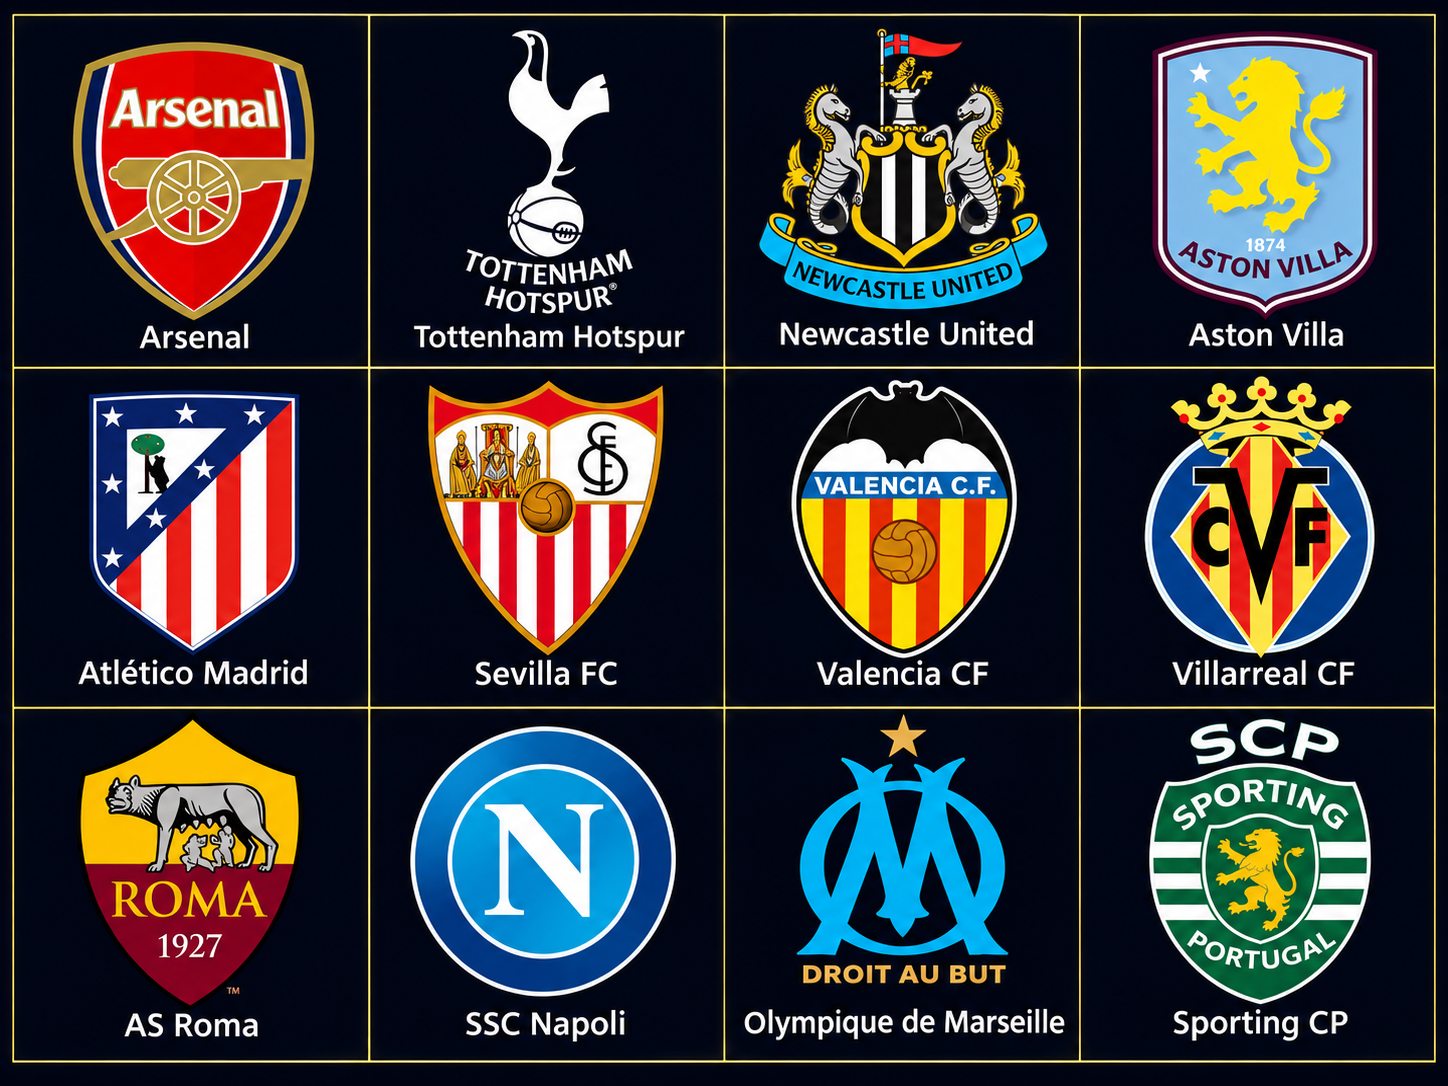 Arsenal
Arsenal
TOTTENHAM
HOTSPUR®
Tottenham Hotspur
NEWCASTLE UNITED
Newcastle United
1874
ASTON VILLA
Aston Villa
Atlético Madrid
SFC
Sevilla FC
VALENCIA C.F.
Valencia CF
CVF
Villarreal CF
ROMA
1927
TM
AS Roma
N
SSC Napoli
M
DROIT AU BUT
Olympique de Marseille
SCP
SPORTING
PORTUGAL
Sporting CP